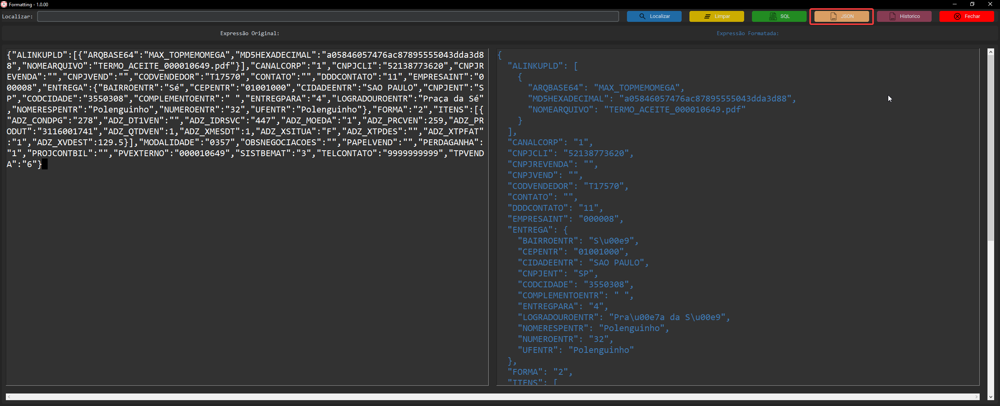 Formatting - 1.0.00
Localizar:
Localizar
Limpar
SQL
JSON
Historico
Fechar
Expressão Original:
Expressão Formatada:
{"ALINKUPLD":[{"ARQBASE64":"MAX_TOPMEMOMEGA","MD5HEXADECIMAL":"a05846057476ac87895555043dda3d8
8","NOMEARQUIVO":"TERMO_ACEITE_000010649.pdf"}],"CANALCORP":"1","CNPJCLI":"52138773620","CNPJR
EVENDA":"","CNPJVEND":"","CODVENDEDOR":"T17570","CONTATO":"","DDDCONTATO":"11","EMPRESAINT":"0
00008","ENTREGA":{"BAIRROENTR":"Sé","CEPENTR":"01001000","CIDADEENTR":"SAO PAULO","CNPJENT":"S
P","CODCIDADE":"3550308","COMPLEMENTOENTR":" ","ENTREGPARA":"4","LOGRADOUROENTR":"Praça da Sé"
,"NOMERESPENTR":"Polenguinho","NUMEROENTR":"32","UFENTR":"Polenguinho"},"FORMA":"2","ITENS":[{
"ADZ_CONDPG":"278","ADZ_DT1VEN":"","ADZ_IDRSVC":"447","ADZ_MOEDA":"1","ADZ_PRCVEN":259,"ADZ_PR
ODUT":"3116001741","ADZ_QTDVEN":1,"ADZ_XMESDT":1,"ADZ_XSITUA":"F","ADZ_XTPDES":"","ADZ_XTPFAT"
:"1","ADZ_XVDEST":129.5}],"MODALIDADE":"0357","OBSNEGOCIACOES":"","PAPELVEND":"","PERDAGANHA":
"1","PROJCONTBIL":"","PVEXTERNO":"000010649","SISTBEMAT":"3","TELCONTATO":"9999999999","TPVEND
A":"6"}
{
  "ALINKUPLD": [
    {
      "ARQBASE64": "MAX_TOPMEMOMEGA",
      "MD5HEXADECIMAL": "a05846057476ac87895555043dda3d88",
      "NOMEARQUIVO": "TERMO_ACEITE_000010649.pdf"
    }
  ],
  "CANALCORP": "1",
  "CNPJCLI": "52138773620",
  "CNPJREVENDA": "",
  "CNPJVEND": "",
  "CODVENDEDOR": "T17570",
  "CONTATO": "",
  "DDDCONTATO": "11",
  "EMPRESAINT": "000008",
  "ENTREGA": {
    "BAIRROENTR": "S\u00e9",
    "CEPENTR": "01001000",
    "CIDADEENTR": "SAO PAULO",
    "CNPJENT": "SP",
    "CODCIDADE": "3550308",
    "COMPLEMENTOENTR": " ",
    "ENTREGPARA": "4",
    "LOGRADOUROENTR": "Pra\u00e7a da S\u00e9",
    "NOMERESPENTR": "Polenguinho",
    "NUMEROENTR": "32",
    "UFENTR": "Polenguinho"
  },
  "FORMA": "2",
  "ITENS": [